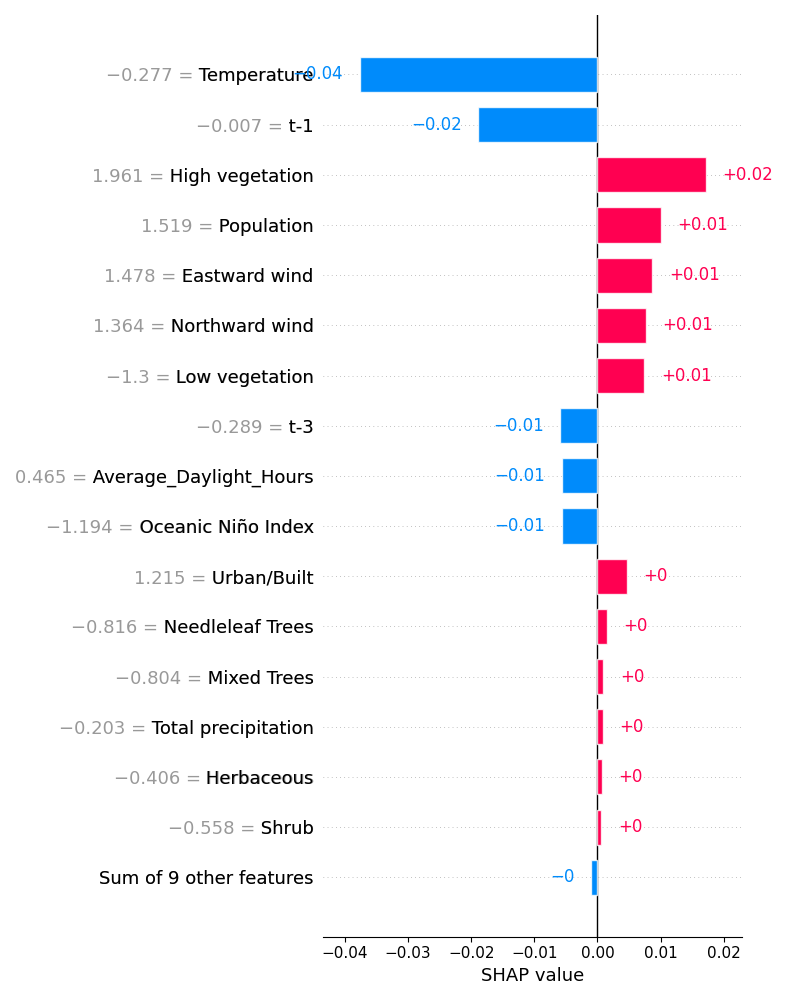 −0.277 = Temperature −0.04
−0.007 = t-1 −0.02
1.961 = High vegetation +0.02
1.519 = Population +0.01
1.478 = Eastward wind +0.01
1.364 = Northward wind +0.01
−1.3 = Low vegetation +0.01
−0.289 = t-3 −0.01
0.465 = Average_Daylight_Hours −0.01
−1.194 = Oceanic Niño Index −0.01
1.215 = Urban/Built +0
−0.816 = Needleleaf Trees +0
−0.804 = Mixed Trees +0
−0.203 = Total precipitation +0
−0.406 = Herbaceous +0
−0.558 = Shrub +0
Sum of 9 other features −0
−0.04 −0.03 −0.02 −0.01 0.00 0.01 0.02
SHAP value